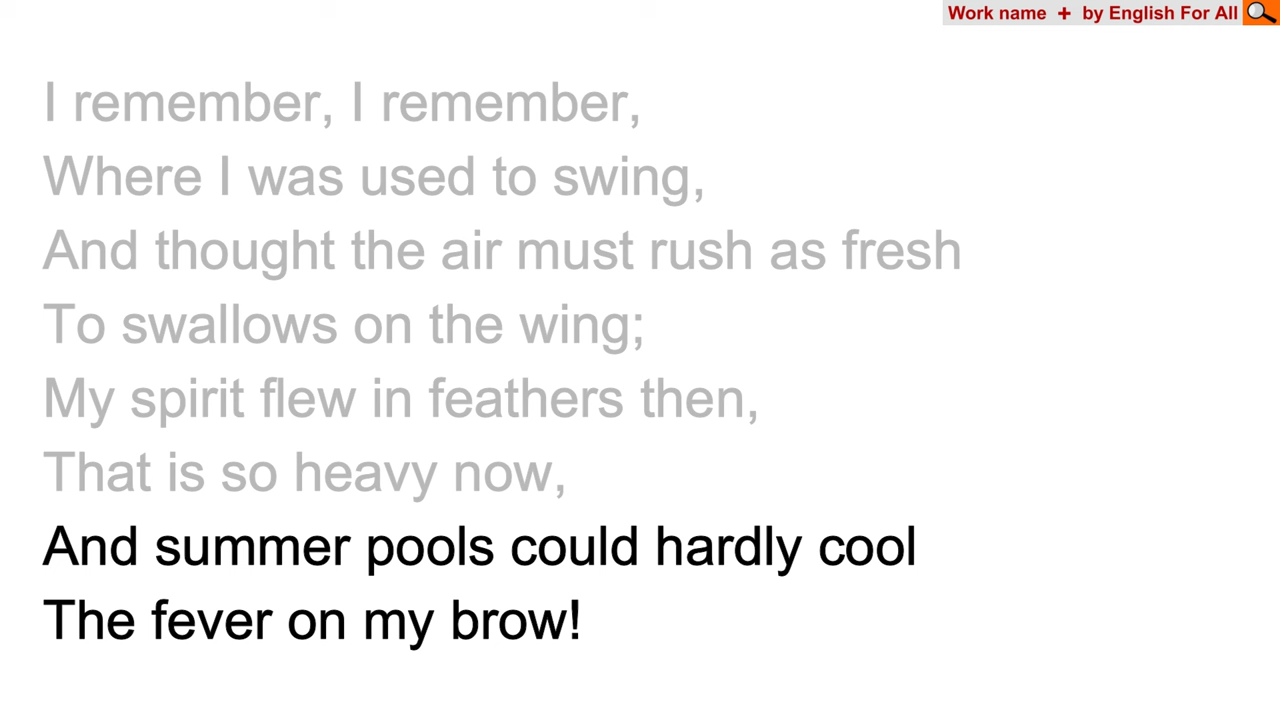 Work name + by English For All
I remember, I remember,
Where I was used to swing,
And thought the air must rush as fresh
To swallows on the wing;
My spirit flew in feathers then,
That is so heavy now,
And summer pools could hardly cool
The fever on my brow!